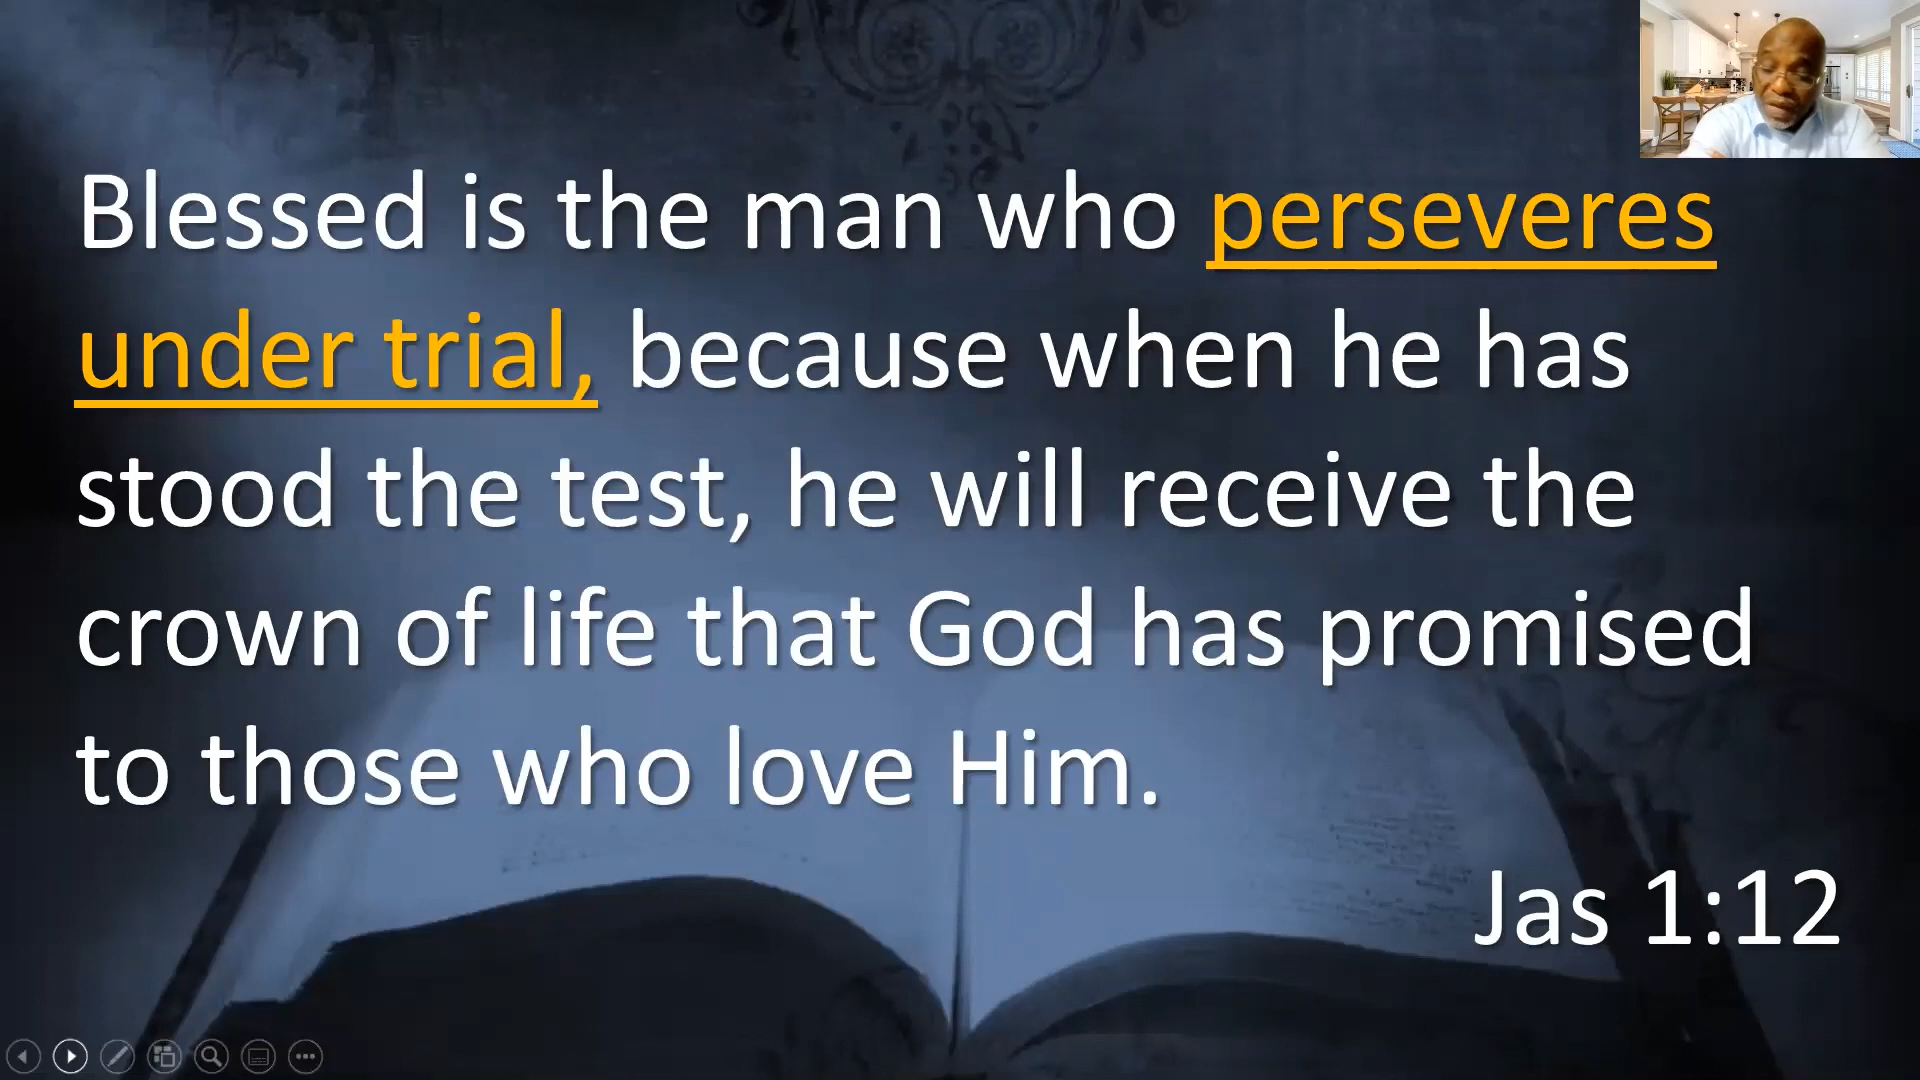 Blessed is the man who perseveres
under trial, because when he has
stood the test, he will receive the
crown of life that God has promised
to those who love Him.
Jas 1:12